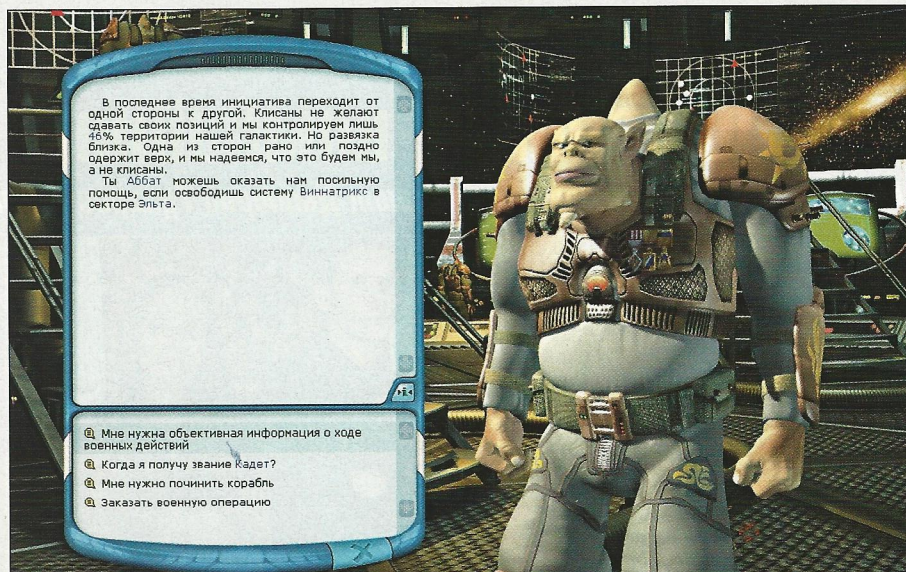 В последнее время инициатива переходит от
одной стороны к другой. Клисаны не желают
сдавать своих позиций и мы контролируем лишь
46% территории нашей галактики. Но развязка
близка. Одна из сторон рано или поздно
одержит верх, и мы надеемся, что это будем мы,
а не клисаны.
Ты Аббат можешь оказать нам посильную
помощь, если освободишь систему Виннатрикс в
секторе Эльта.
Мне нужна объективная информация о ходе
военных действий
Когда я получу звание Кадет?
Мне нужно починить корабль
Заказать военную операцию